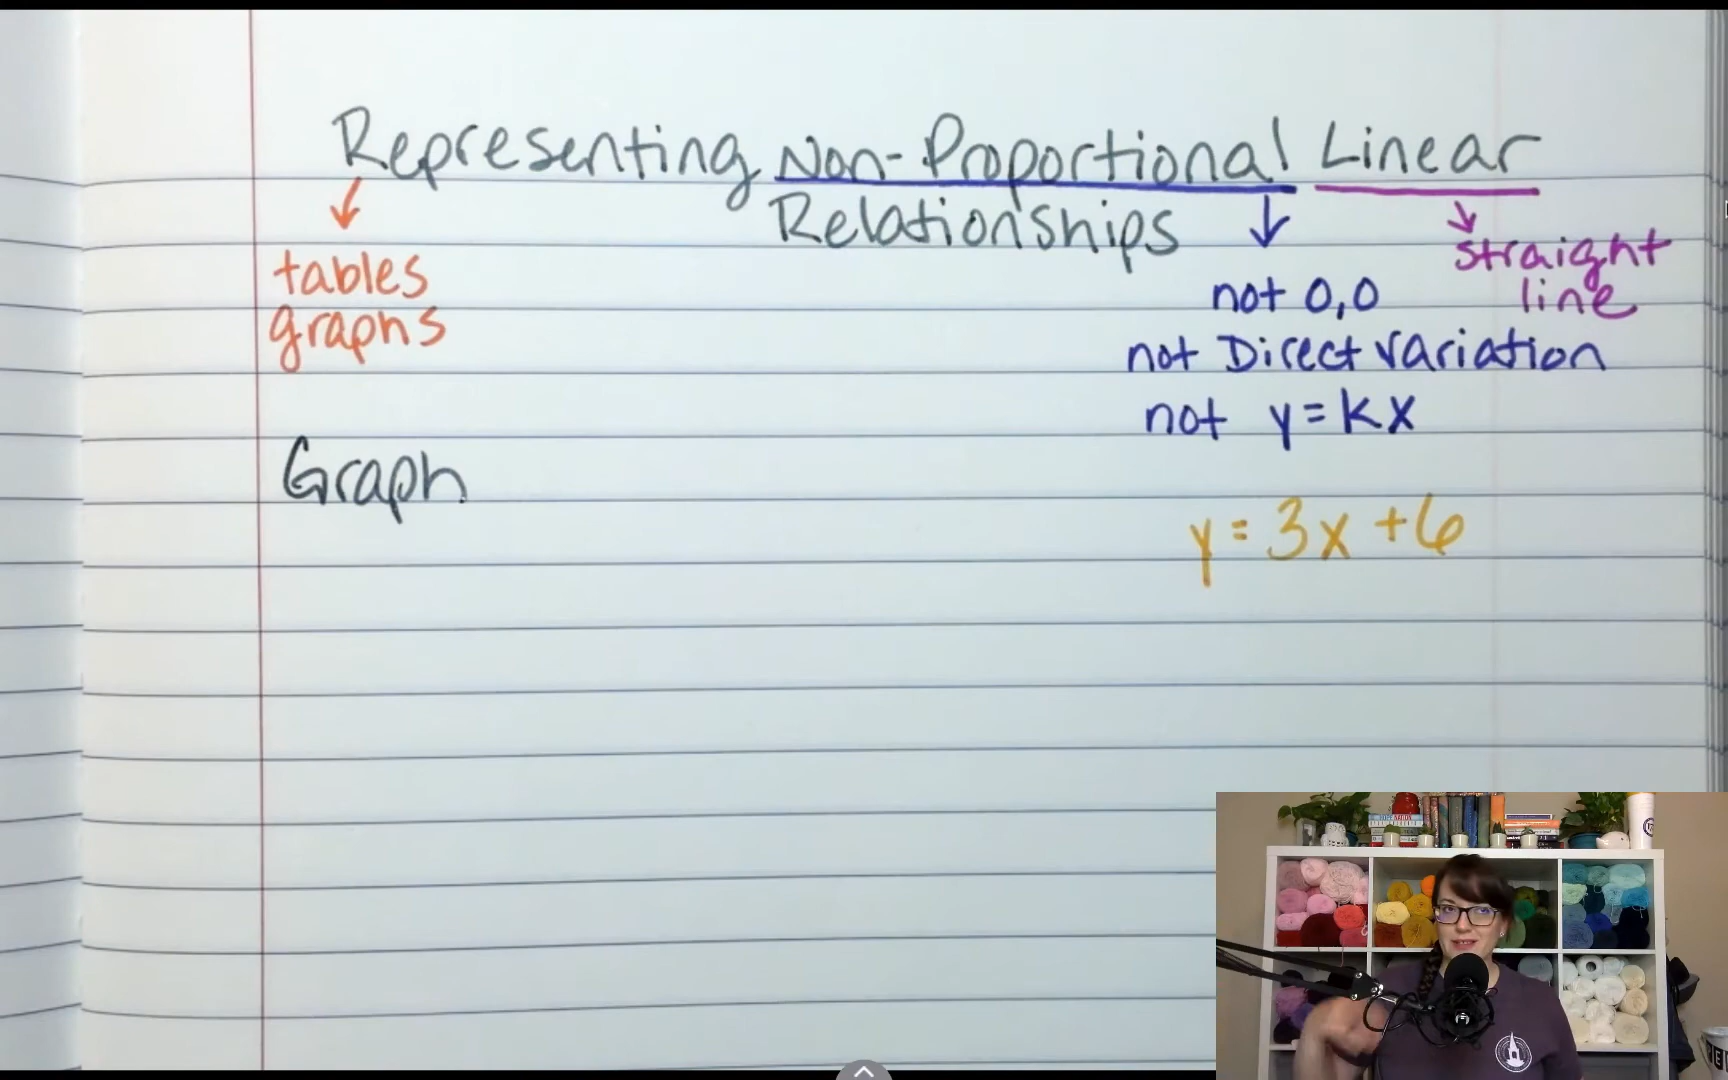 Representing Non-Proportional Linear
Relationships
tables
graphs
straight
line
not 0,0
not Direct variation
not y = kx
Graph
y = 3x + 6